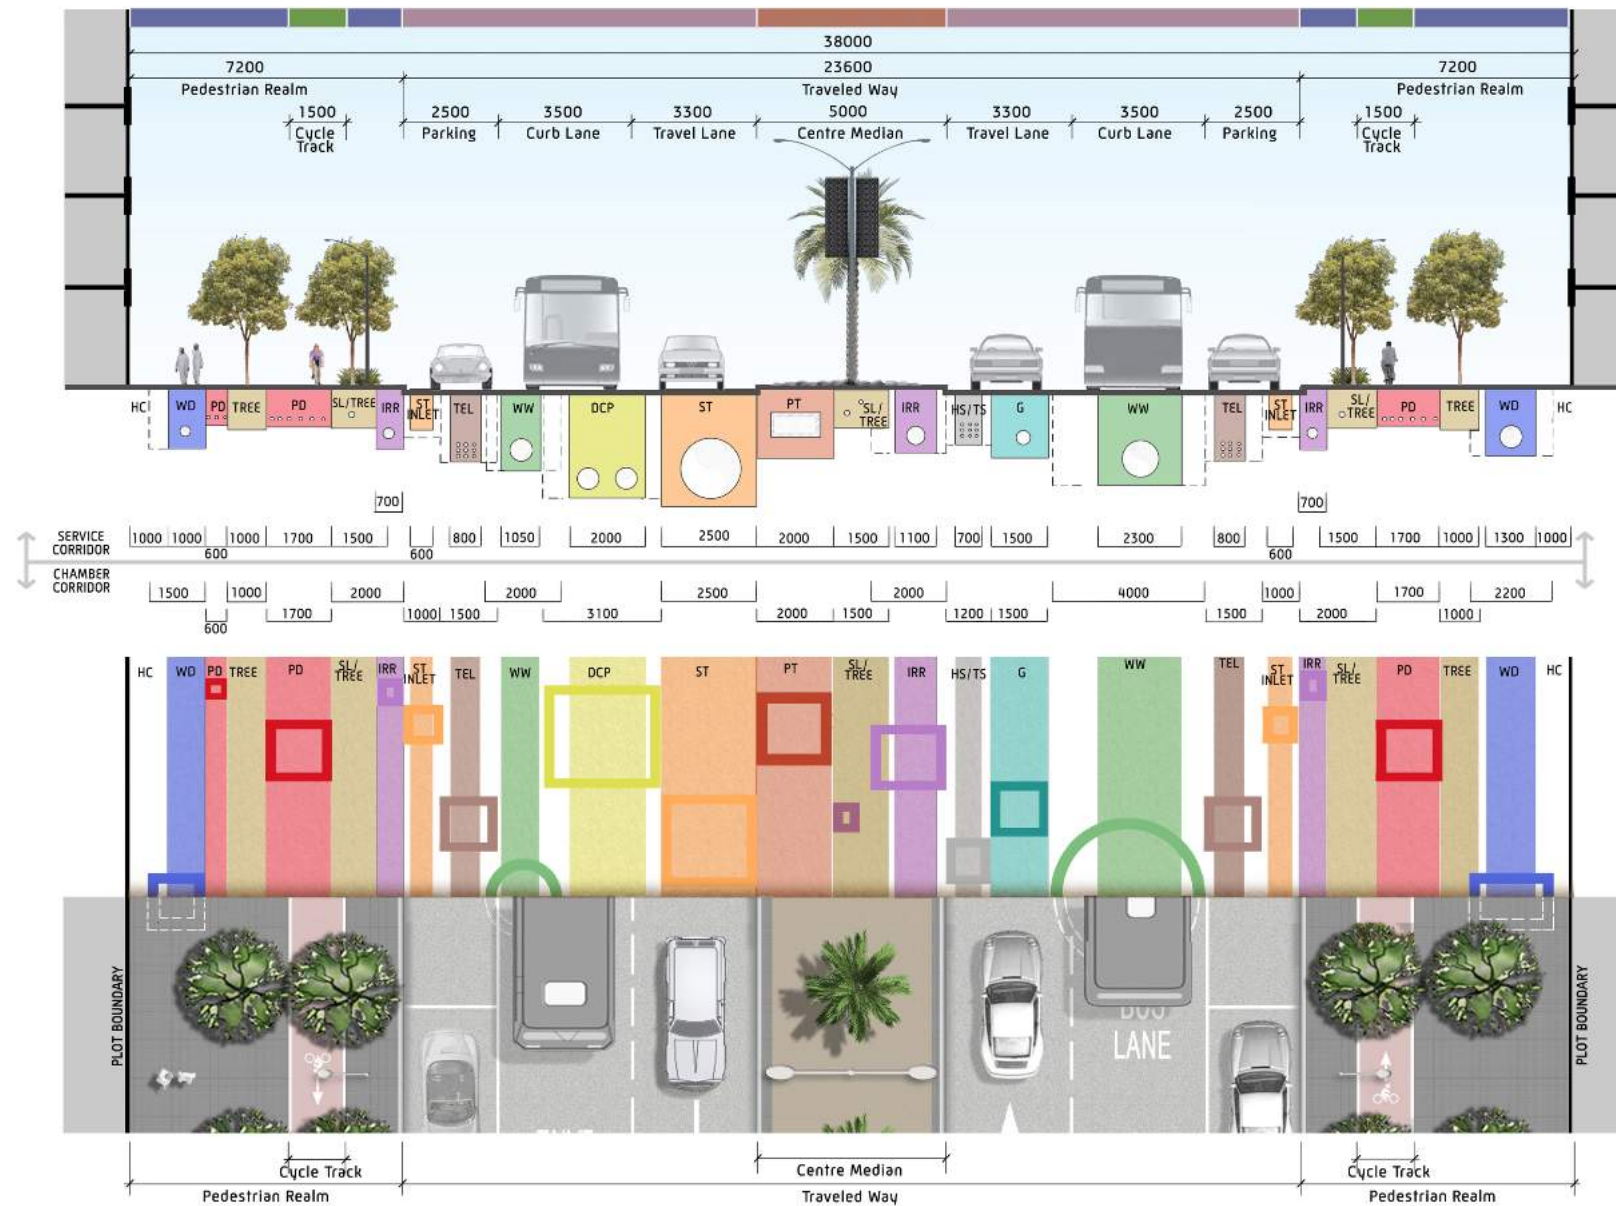 38000
7200 23600 7200
Pedestrian Realm Traveled Way Pedestrian Realm
1500 2500 3500 3300 5000 3300 3500 2500 1500
Cycle Track Parking Curb Lane Travel Lane Centre Median Travel Lane Curb Lane Parking Cycle Track
HC WD PD TREE PD SL/TREE IRR ST INLET TEL WW DCP ST PT SL/ TREE IRR HS/TS G WW TEL ST INLET IRR SL/ TREE PD TREE WD HC
700 700
SERVICE CORRIDOR
1000 1000 1000 1700 1500 800 1050 2000 2500 2000 1500 1100 700 1500 2300 800 1500 1700 1000 1300 1000
600 600 600
CHAMBER CORRIDOR
1500 1000 2000 2000 2500 2000 4000 1000 1700 2200
1700 1000 1500 3100 2000 1500 1200 1500 1500 2000 1000
600
HC WD PD TREE PD SL/ TREE IRR ST INLET TEL WW DCP ST PT SL/ TREE IRR HS/TS G WW TEL ST INLET IRR SL/ TREE PD TREE WD HC
PLOT BOUNDARY
BUS
LANE
PLOT BOUNDARY
Cycle Track Centre Median Cycle Track
Pedestrian Realm Traveled Way Pedestrian Realm